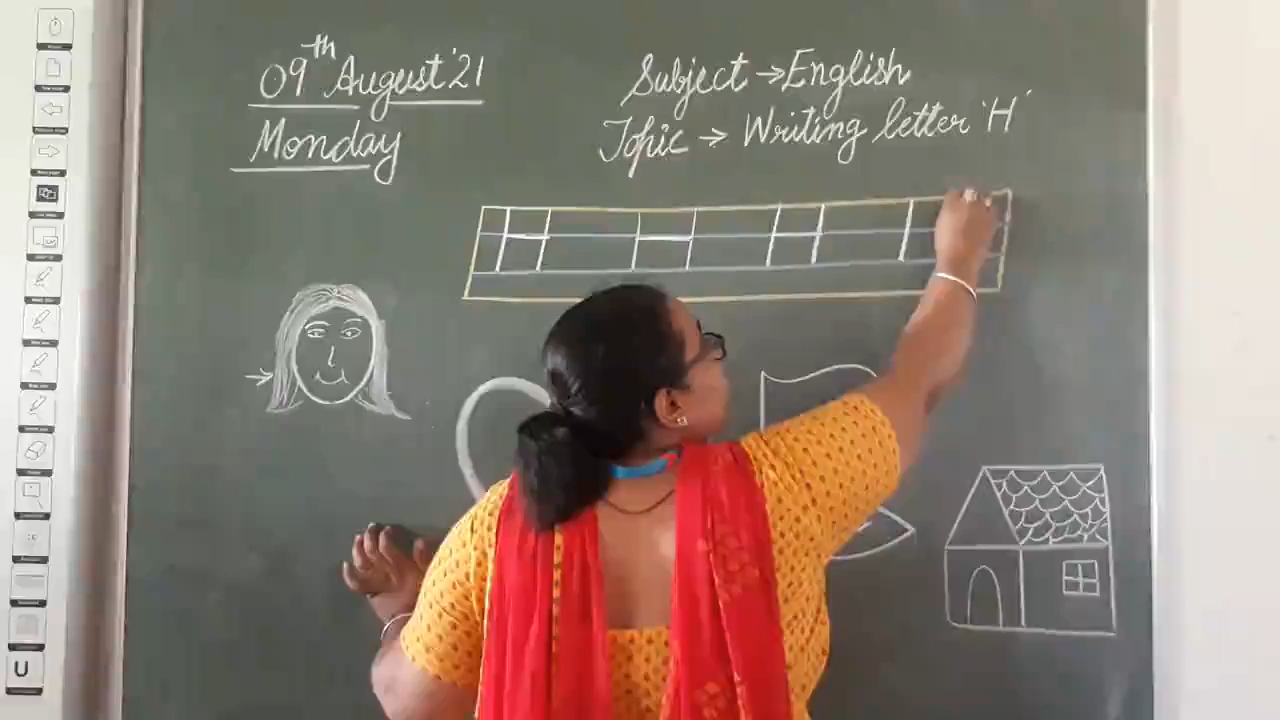 09th August'21
Monday
Subject → English
Topic → Writing letter 'H'
H H H
U